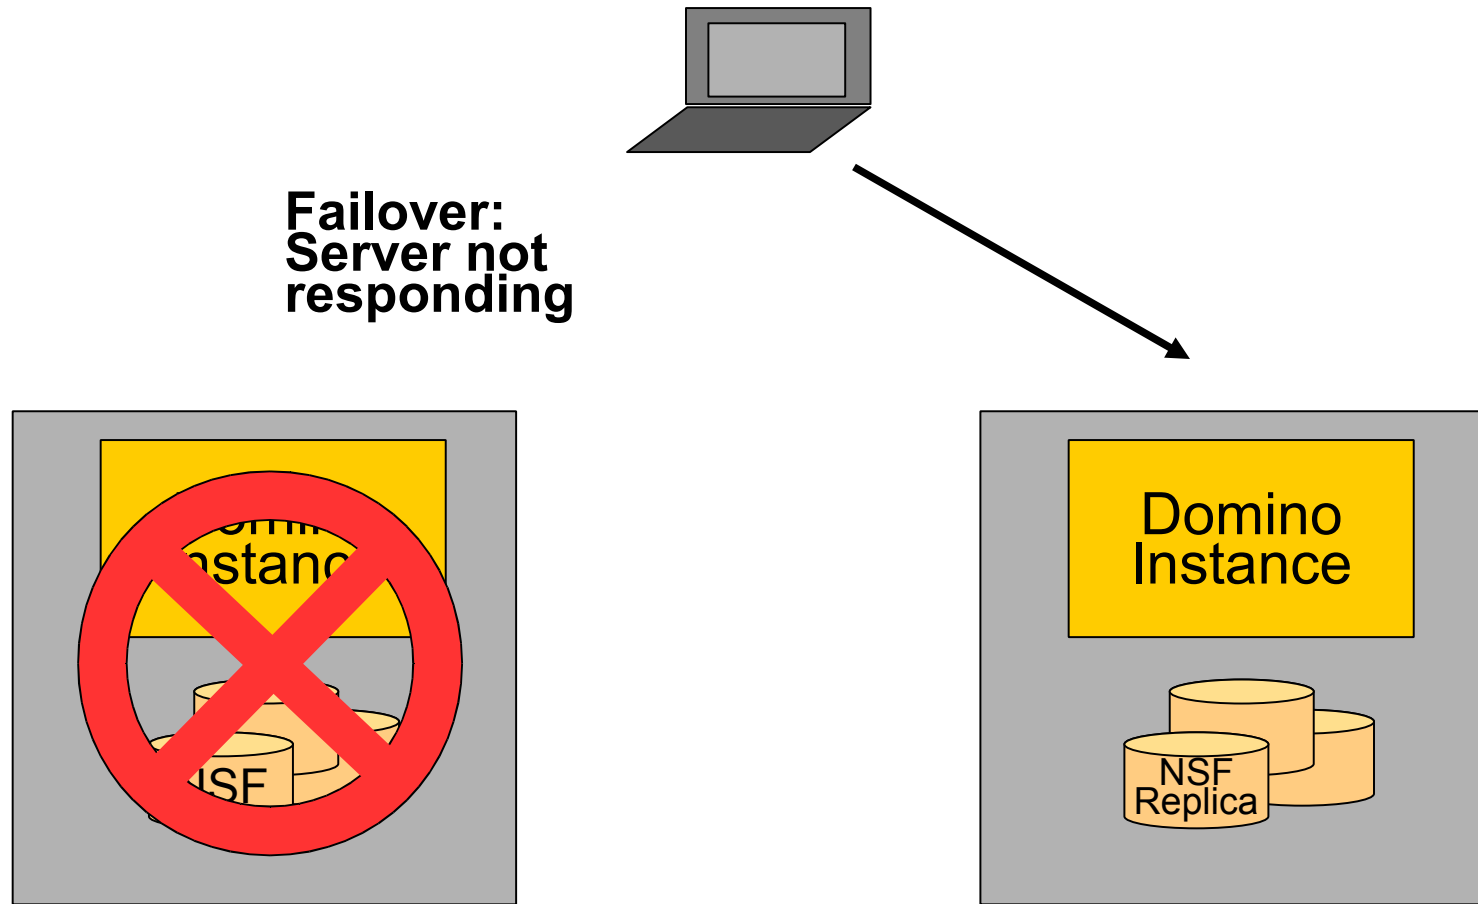 Failover:
Server not
responding
Domino
Instance
NSF
Replica